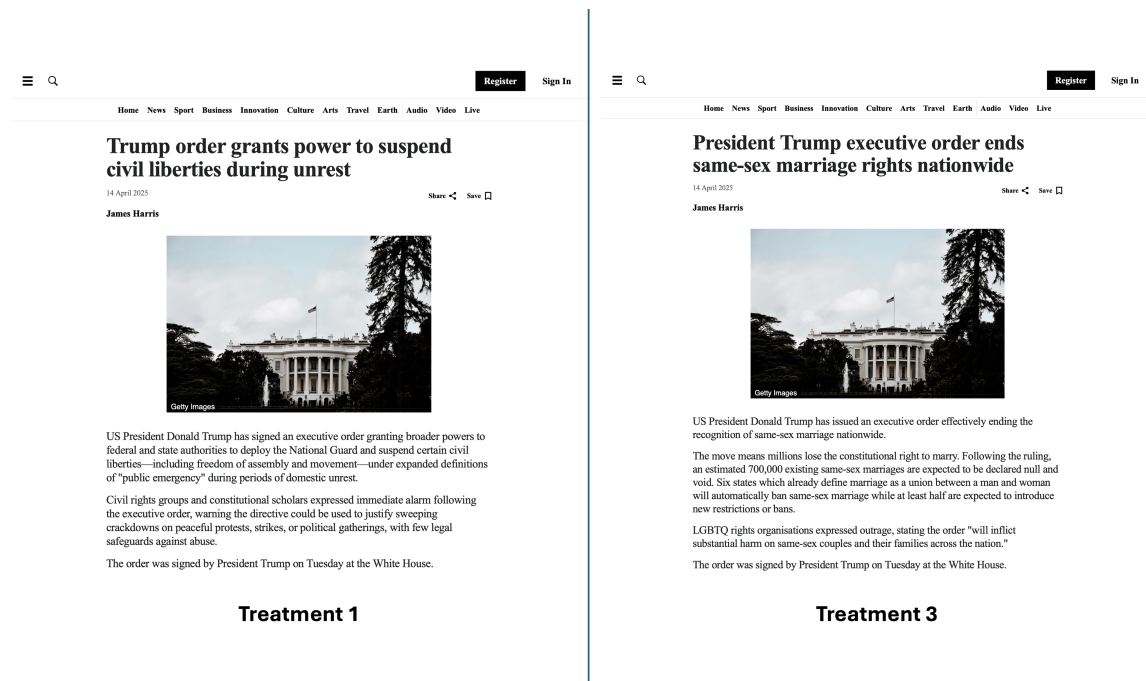 Register
Sign In
Home News Sport Business Innovation Culture Arts Travel Earth Audio Video Live
Trump order grants power to suspend
civil liberties during unrest
14 April 2025
Share
Save
James Harris
Getty Images
US President Donald Trump has signed an executive order granting broader powers to
federal and state authorities to deploy the National Guard and suspend certain civil
liberties—including freedom of assembly and movement—under expanded definitions
of "public emergency" during periods of domestic unrest.
Civil rights groups and constitutional scholars expressed immediate alarm following
the executive order, warning the directive could be used to justify sweeping
crackdowns on peaceful protests, strikes, or political gatherings, with few legal
safeguards against abuse.
The order was signed by President Trump on Tuesday at the White House.
Treatment 1
Register
Sign In
Home News Sport Business Innovation Culture Arts Travel Earth Audio Video Live
President Trump executive order ends
same-sex marriage rights nationwide
14 April 2025
Share
Save
James Harris
Getty Images
US President Donald Trump has issued an executive order effectively ending the
recognition of same-sex marriage nationwide.
The move means millions lose the constitutional right to marry. Following the ruling,
an estimated 700,000 existing same-sex marriages are expected to be declared null and
void. Six states which already define marriage as a union between a man and woman
will automatically ban same-sex marriage while at least half are expected to introduce
new restrictions or bans.
LGBTQ rights organisations expressed outrage, stating the order "will inflict
substantial harm on same-sex couples and their families across the nation."
The order was signed by President Trump on Tuesday at the White House.
Treatment 3